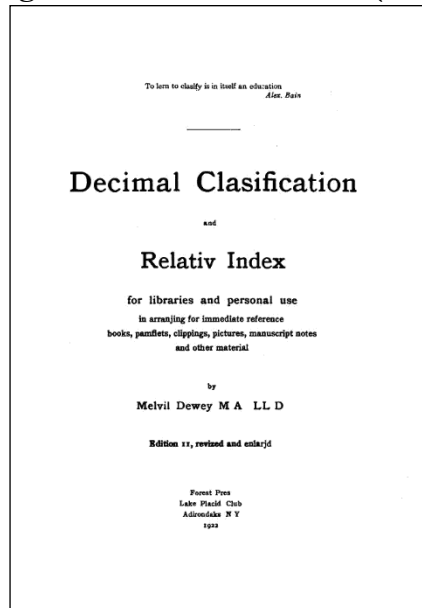 To lern to clasify is in itself an education
Alex. Bain
Decimal Clasification
and
Relativ Index
for libraries and personal use
in arranjing for immediate reference
books, pamflets, clippings, pictures, manuscript notes
and other material
by
Melvil Dewey M A LL D
Edition 11, revized and enlarjd
Forest Pres
Lake Placid Club
Adirondaks N Y
1922